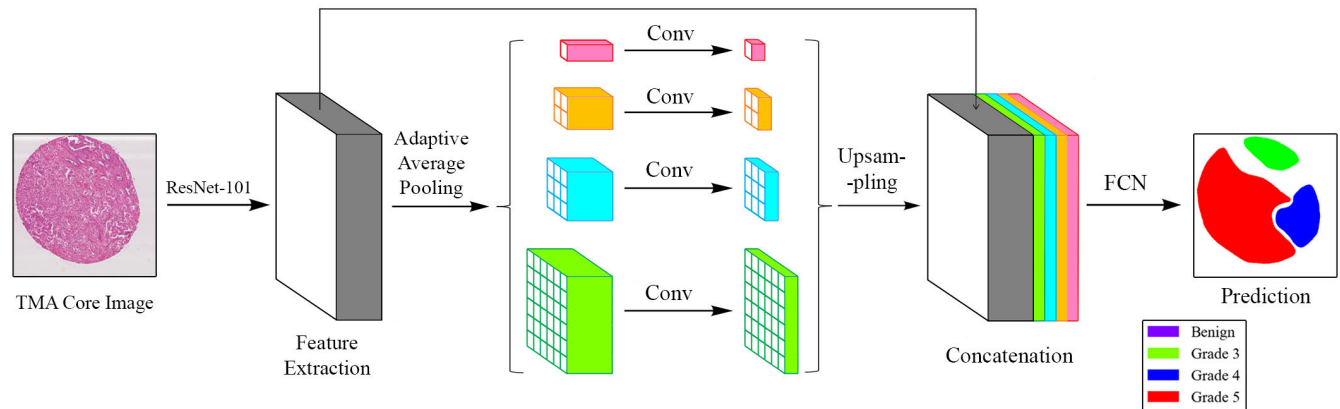 TMA Core Image
ResNet-101
Feature
Extraction
Adaptive
Average
Pooling
Conv
Conv
Conv
Conv
Upsam-
-pling
Concatenation
FCN
Prediction
Benign
Grade 3
Grade 4
Grade 5